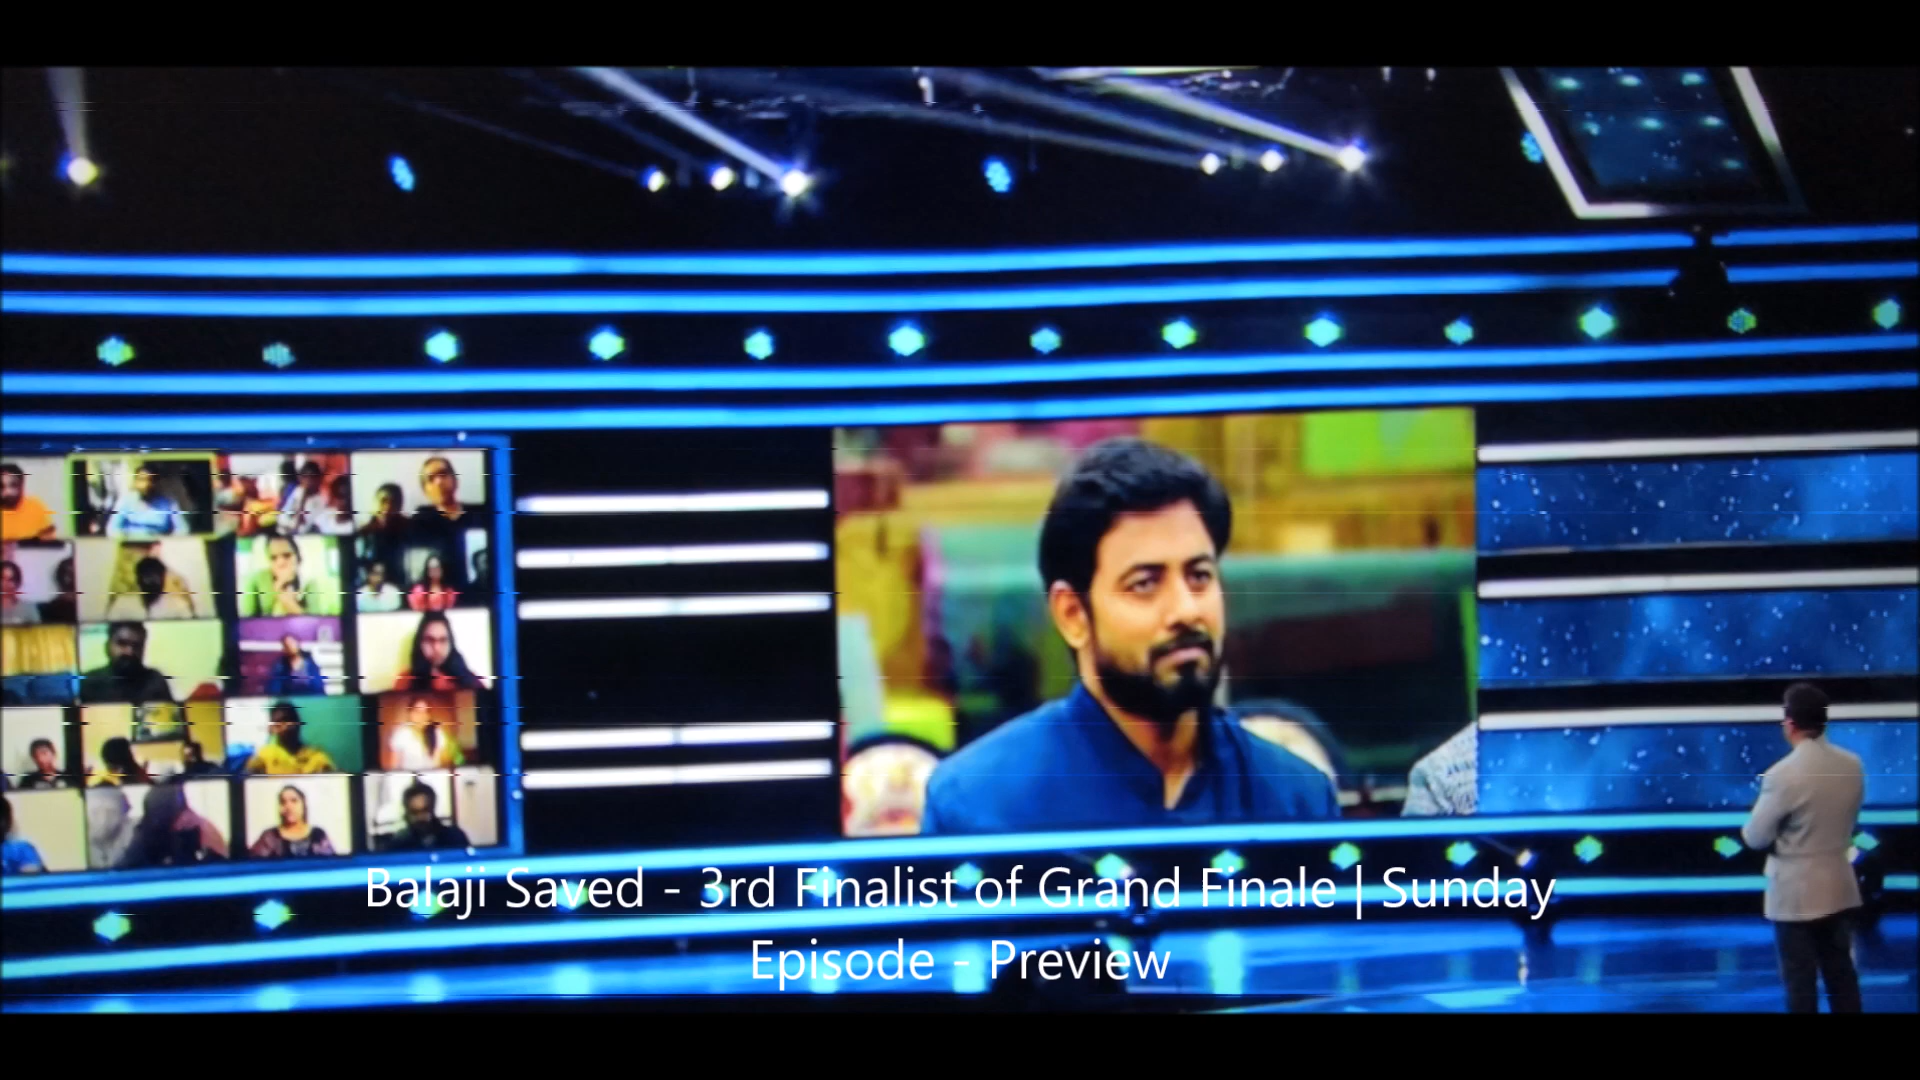 Balaji Saved - 3rd Finalist of Grand Finale | Sunday
Episode - Preview